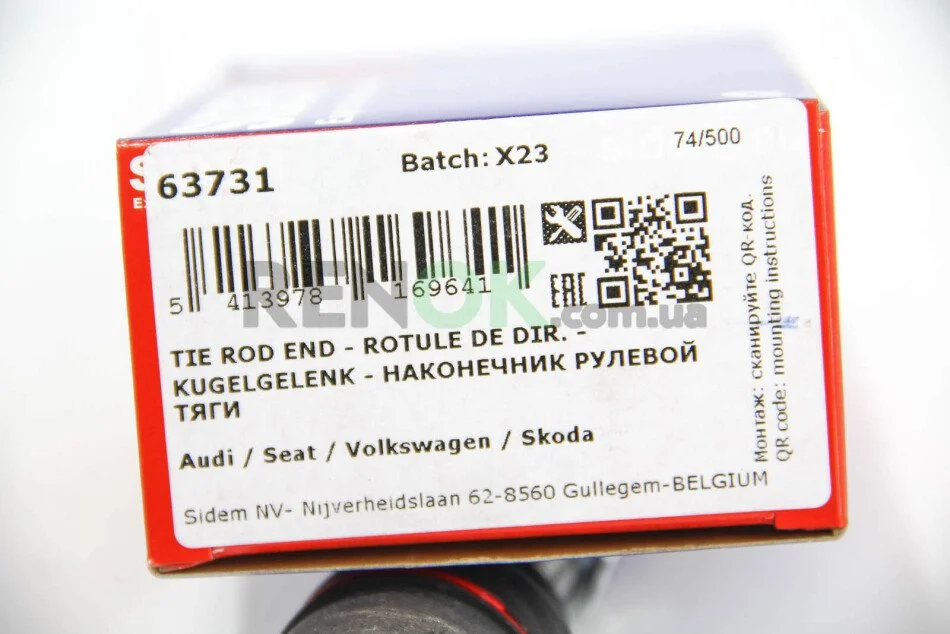 63731
Batch: X23
74/500
5 413978 169641
EAC
RENOK.com.ua
TIE ROD END - ROTULE DE DIR. -
KUGELGELENK - НАКОНЕЧНИК РУЛЕВОЙ
ТЯГИ
Audi / Seat / Volkswagen / Skoda
Sidem NV- Nijverheidslaan 62-8560 Gullegem-BELGIUM
Монтаж: сканируйте QR-код.
QR code: mounting instructions